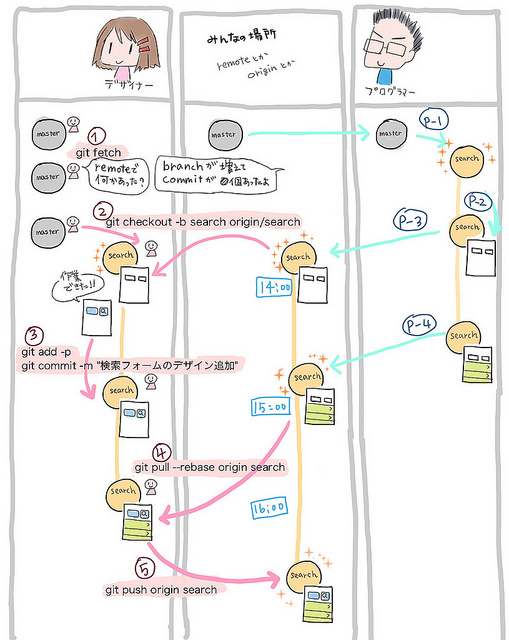 みんなの場所
remoteとか
originとか
デザイナー
プログラマー
master
master
master
P-1
①
git fetch
search
master
remoteで
何かあった?
branchが増えて
commitが個あったよ
P-2
②
git checkout -b search origin/search
P-3
search
master
search
search
14:00
作業
できた!!
P-4
search
③
git add -p
git commit -m "検索フォームのデザイン追加"
search
search
15:00
④
git pull --rebase origin search
search
16:00
⑤
git push origin search
search